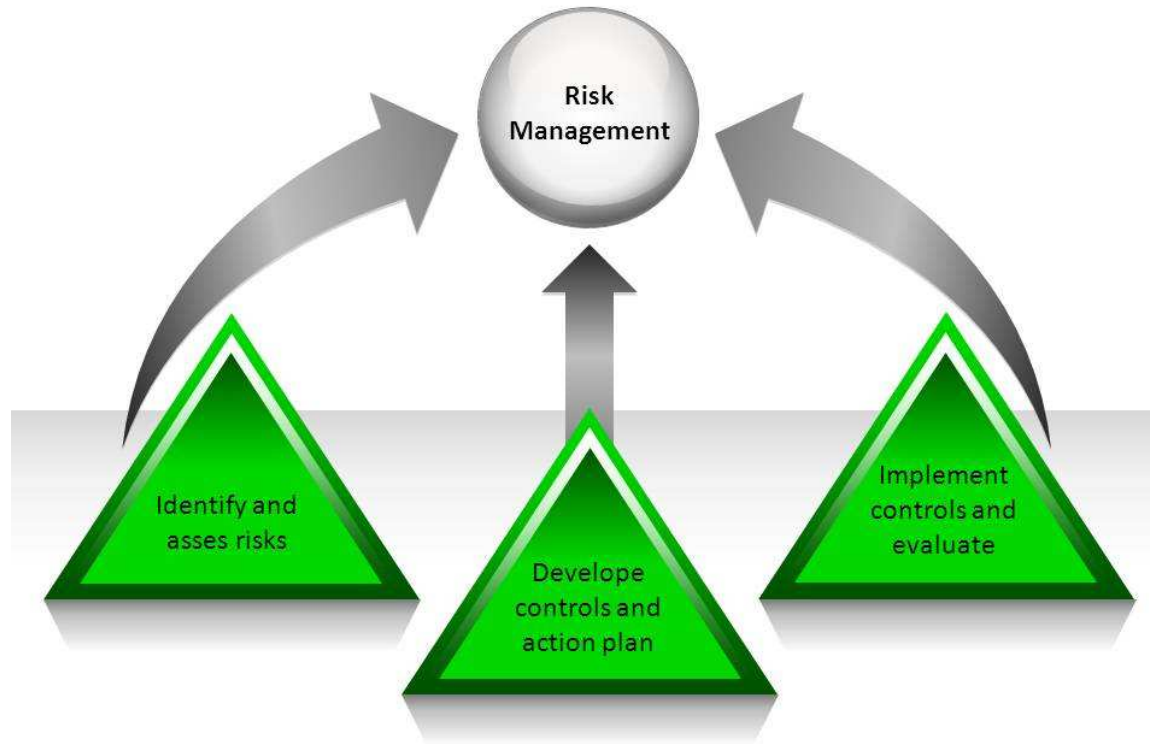 Risk
Management
Identify and
asses risks
Develope
controls and
action plan
Implement
controls and
evaluate